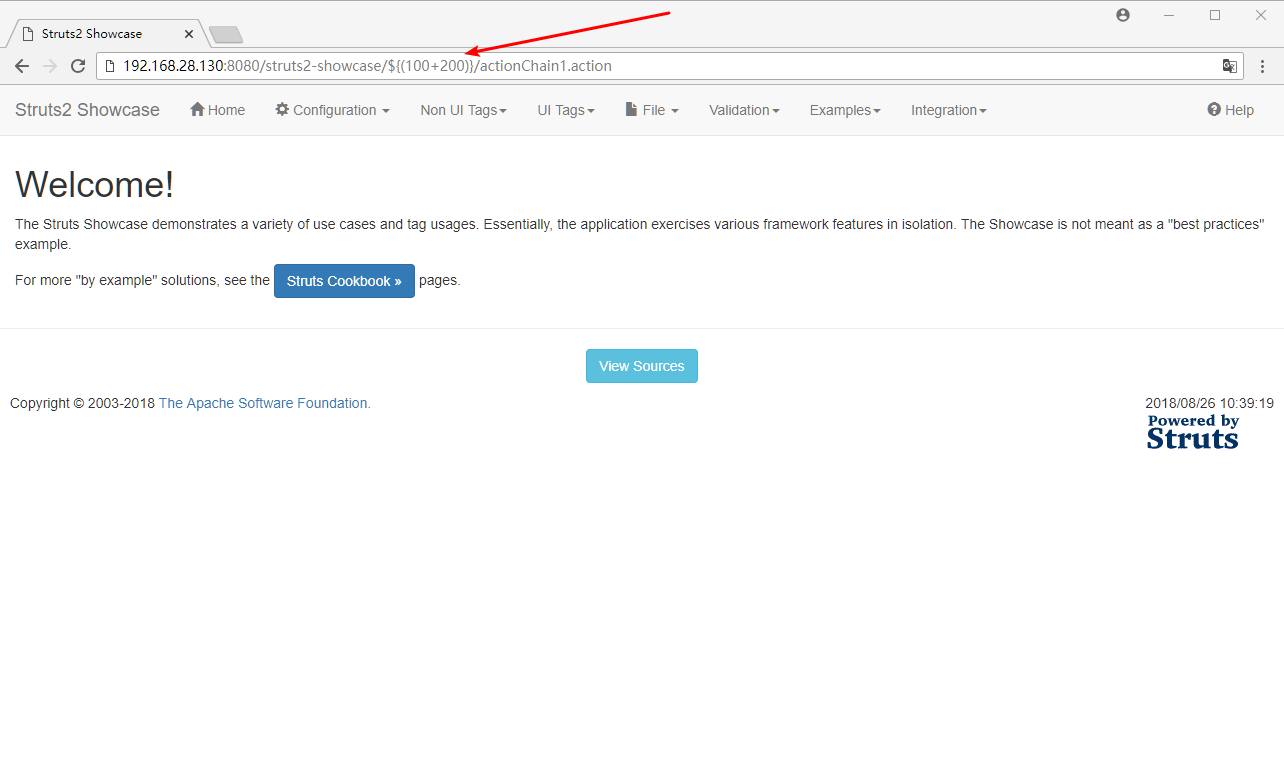 Struts2 Showcase
192.168.28.130:8080/struts2-showcase/${(100+200)}/actionChain1.action
Struts2 Showcase Home Configuration Non UI Tags UI Tags File Validation Examples Integration Help
Welcome!
The Struts Showcase demonstrates a variety of use cases and tag usages. Essentially, the application exercises various framework features in isolation. The Showcase is not meant as a "best practices"
example.
For more "by example" solutions, see the Struts Cookbook » pages.
View Sources
Copyright © 2003-2018 The Apache Software Foundation.
2018/08/26 10:39:19
Powered by
Struts